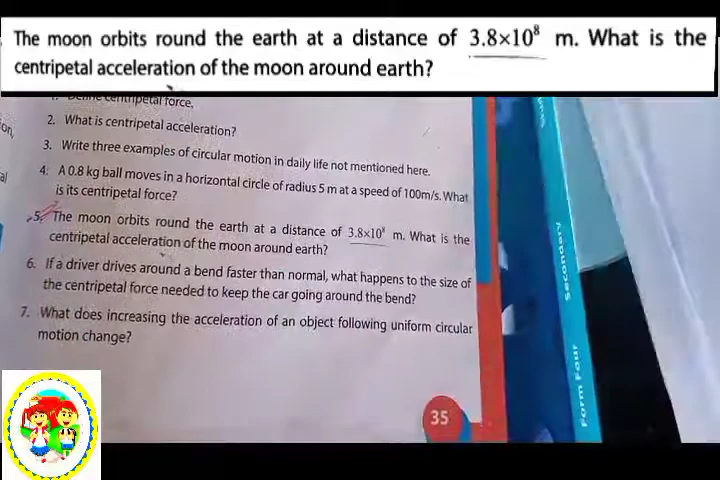 The moon orbits round the earth at a distance of 3.8×10⁸ m. What is the
centripetal acceleration of the moon around earth?
1. Define centripetal force.
2. What is centripetal acceleration?
3. Write three examples of circular motion in daily life not mentioned here.
4. A 0.8 kg ball moves in a horizontal circle of radius 5 m at a speed of 100m/s. What
is its centripetal force?
5. The moon orbits round the earth at a distance of 3.8×10⁸ m. What is the
centripetal acceleration of the moon around earth?
6. If a driver drives around a bend faster than normal, what happens to the size of
the centripetal force needed to keep the car going around the bend?
7. What does increasing the acceleration of an object following uniform circular
motion change?
35
Secondary
Form Four